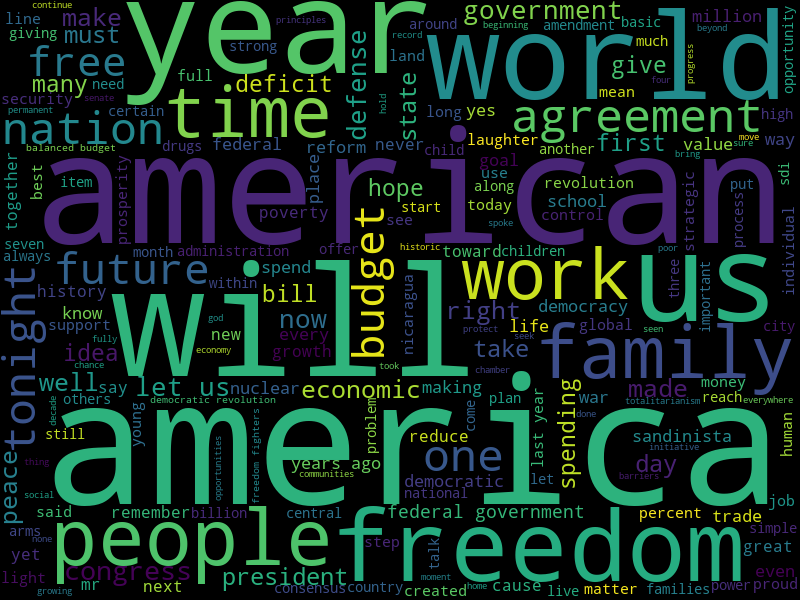 continue
principles
year
world
government
basic
million
line
make
around
amendment
opportunity
giving
must
strong
record
beginning
beyond
much
free
full
land
progress
many
need
deficit
give
mean
four
security
certain
time
defense
state
hold
long
yes
agreement
high
permanent
senate
nation
laughter
first
value
move
sure
way
balanced budget
drugs
federal
reform
never
child
another
bring
together
best
item
american
prosperity
place
hope
goal
use
along
revolution
school
put
process
sdi
strategic
individual
poverty
start
see
today
control
spoke
seven
always
month
administration
offer
historic
toward
children
poor
three
important
future
spend
budget
work
us
tonight
history
within
bill
nicaragua
right
democracy
seen
know
will
god
new
now
life
global
city
support
fully
idea
every
economy
growth
protect
seek
take
family
chance
took
chamber
well
say
let us
nuclear
economic
making
plan
war
made
money
others
decade
democratic revolution
reach
everywhere
young
america
freedom fighters
opportunities
problem
reduce
come
last year
spending
done
totalitarianism
human
still
sandinista
initiative
peace
thing
years ago
communities
one
day
barriers
democratic
national
let
job
social
said
remember
billion
central
federal government
percent
trade
arms
none
people
freedom
simple
yet
step
talk
great
light
congress
president
moment
home
mr
next
consensus
country
created
cause
live
matter
families
power
proud
even
growing